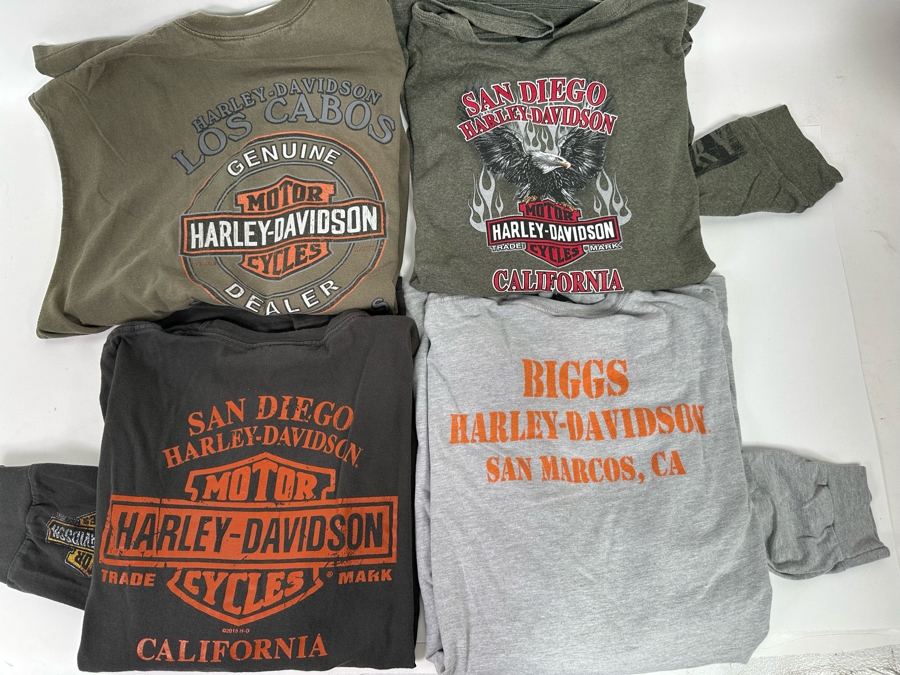 HARLEY-DAVIDSON
LOS CABOS
GENUINE
MOTOR
HARLEY-DAVIDSON
CYCLES
DEALER
SAN DIEGO
HARLEY-DAVIDSON
MOTOR
HARLEY-DAVIDSON
TRADE MARK
CYCLES
CALIFORNIA
SAN DIEGO
HARLEY-DAVIDSON
MOTOR
HARLEY-DAVIDSON
TRADE ® MARK
CYCLES
©2015 H-D
CALIFORNIA
BIGGS
HARLEY-DAVIDSON
SAN MARCOS, CA